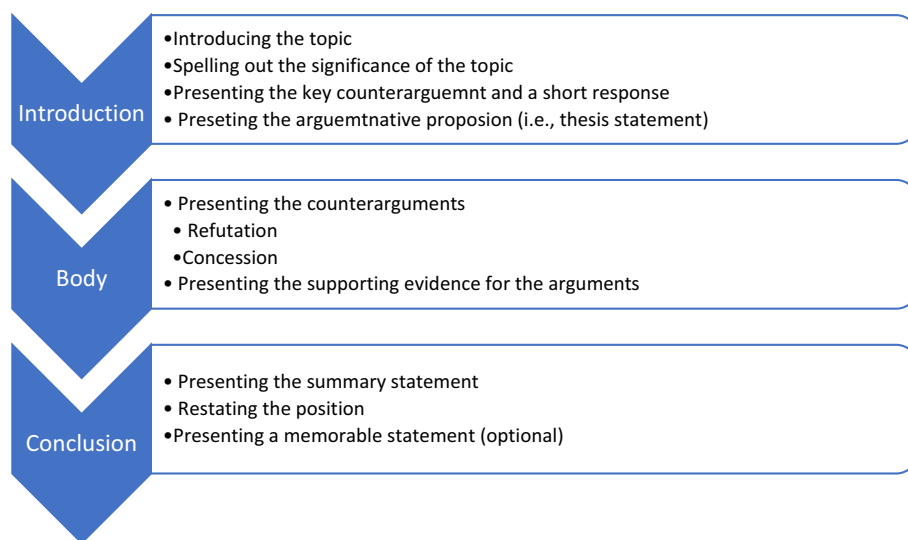 Introduction
•Introducing the topic
•Spelling out the significance of the topic
•Presenting the key counterarguemnt and a short response
• Preseting the arguemtnative proposion (i.e., thesis statement)
Body
• Presenting the counterarguments
• Refutation
•Concession
• Presenting the supporting evidence for the arguments
Conclusion
• Presenting the summary statement
• Restating the position
•Presenting a memorable statement (optional)